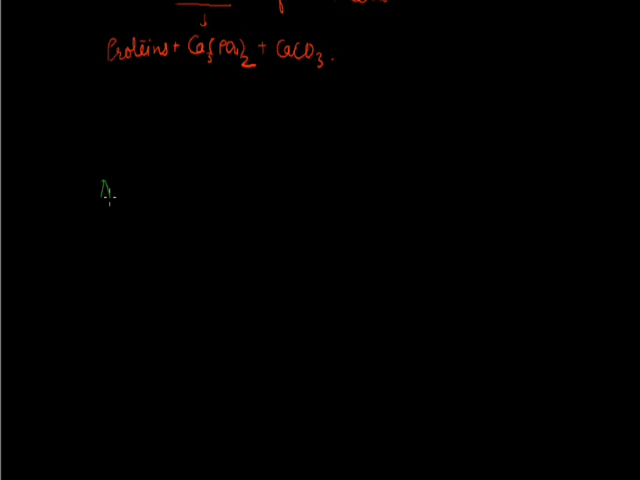 Proteins + Ca3(PO4)2 + CaCO3.